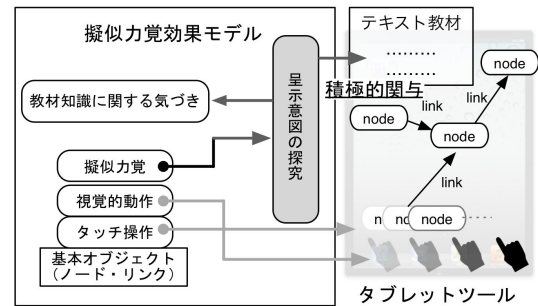 擬似力覚効果モデル
呈示意図の探究
教材知識に関する気づき
擬似力覚
視覚的動作
タッチ操作
基本オブジェクト
（ノード・リンク）
テキスト教材
………
………
積極的関与
node
link
link
node
node
link
n
no
node
タブレットツール